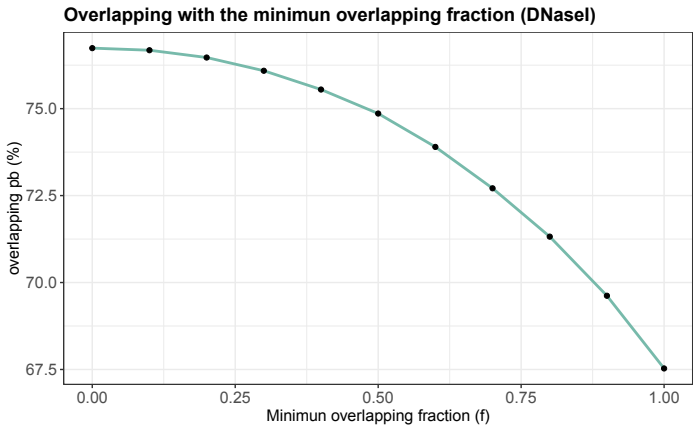 Overlapping with the minimun overlapping fraction (DNaseI)
overlapping pb (%)
75.0
72.5
70.0
67.5
0.00 0.25 0.50 0.75 1.00
Minimun overlapping fraction (f)